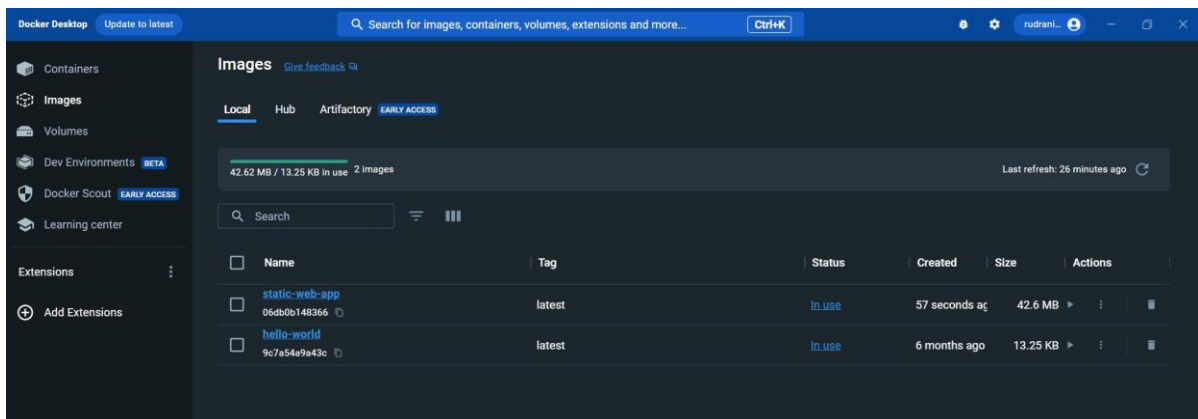 Docker Desktop Update to latest Search for images, containers, volumes, extensions and more... Ctrl+K rudrani...
Containers
Images
Volumes
Dev Environments BETA
Docker Scout EARLY ACCESS
Learning center
Extensions
Add Extensions
Images Give feedback
Local Hub Artifactory EARLY ACCESS
42.62 MB / 13.25 KB in use 2 images Last refresh: 26 minutes ago
Search
Name Tag Status Created Size Actions
static-web-app
06db0b148366 latest In use 57 seconds ag 42.6 MB
hello-world
9c7a54a9a43c latest In use 6 months ago 13.25 KB